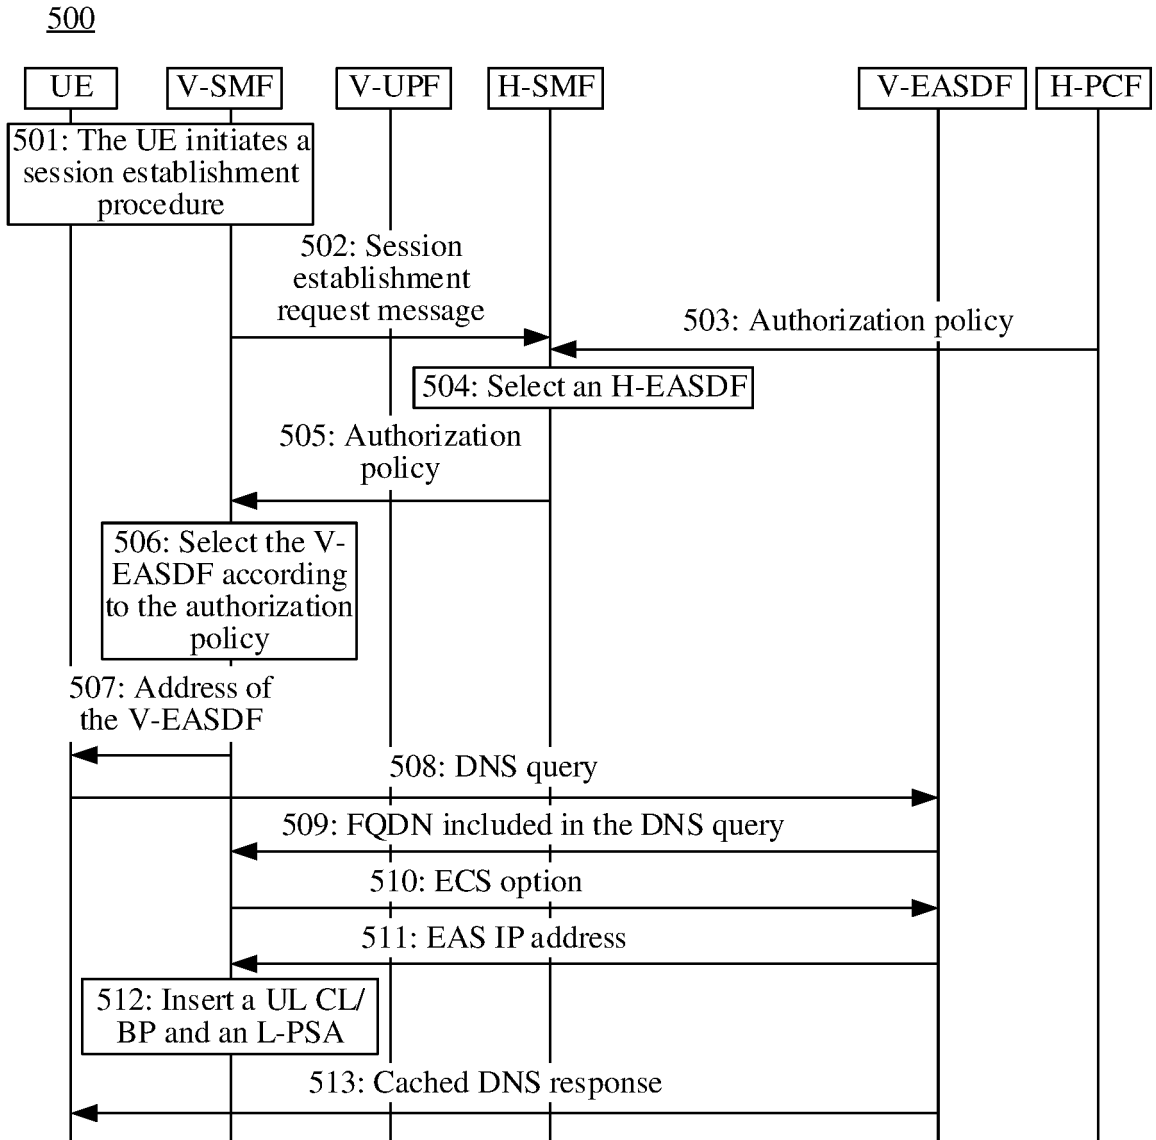 500
UE
V-SMF
V-UPF
H-SMF
V-EASDF
H-PCF
501: The UE initiates a
session establishment
procedure
502: Session
establishment
request message
503: Authorization policy
504: Select an H-EASDF
505: Authorization
policy
506: Select the V-
EASDF according
to the authorization
policy
507: Address of
the V-EASDF
508: DNS query
509: FQDN included in the DNS query
510: ECS option
511: EAS IP address
512: Insert a UL CL/
BP and an L-PSA
513: Cached DNS response